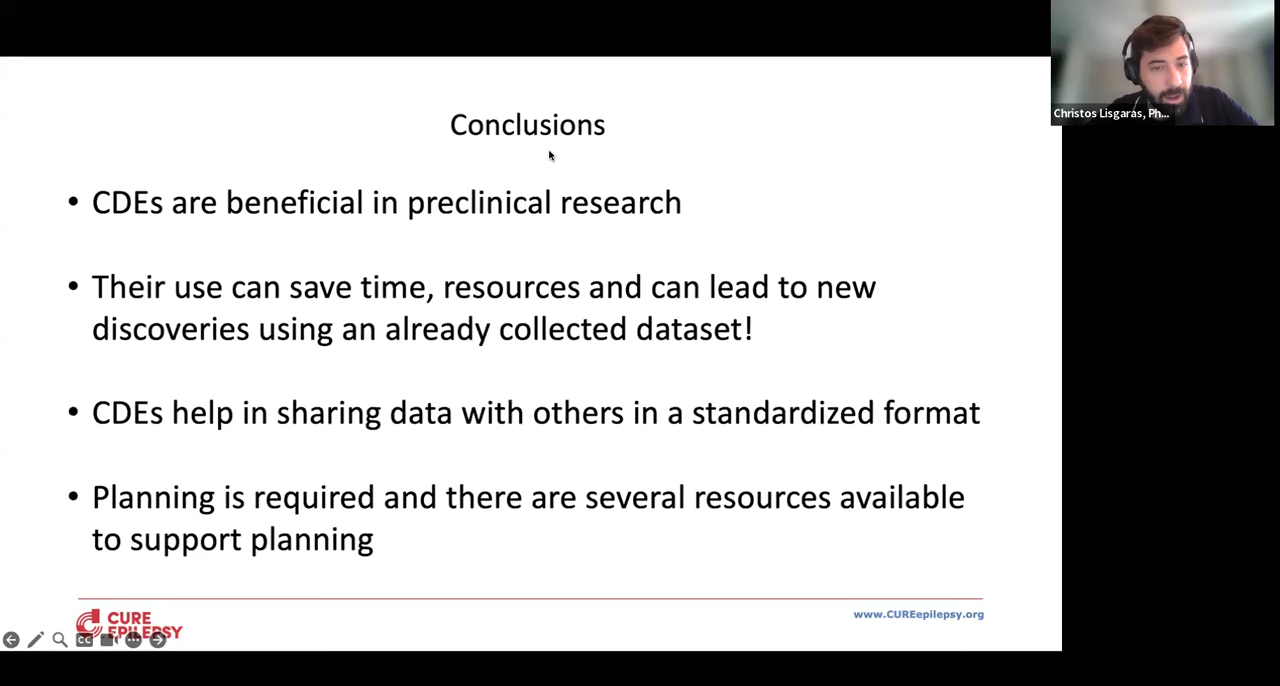 Christos Lisgaras, Ph...
Conclusions
• CDEs are beneficial in preclinical research
• Their use can save time, resources and can lead to new
discoveries using an already collected dataset!
• CDEs help in sharing data with others in a standardized format
• Planning is required and there are several resources available
to support planning
CURE
EPILEPSY
www.CUREepilepsy.org
CC